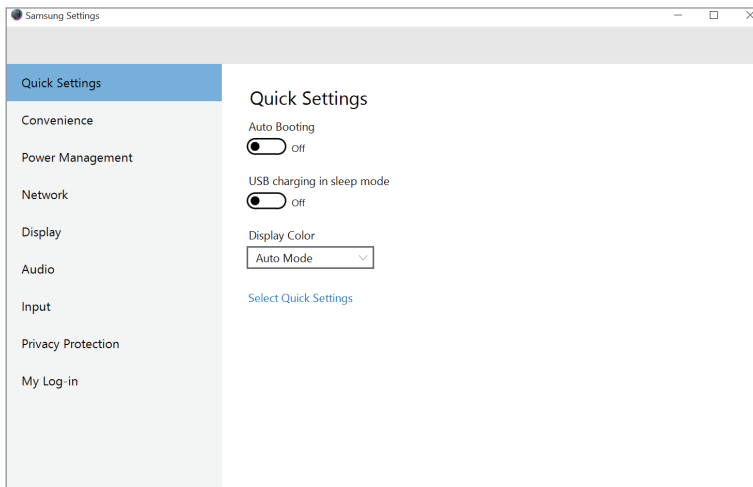 Samsung Settings
Quick Settings
Convenience
Power Management
Network
Display
Audio
Input
Privacy Protection
My Log-in
Quick Settings
Auto Booting
Off
USB charging in sleep mode
Off
Display Color
Auto Mode
Select Quick Settings